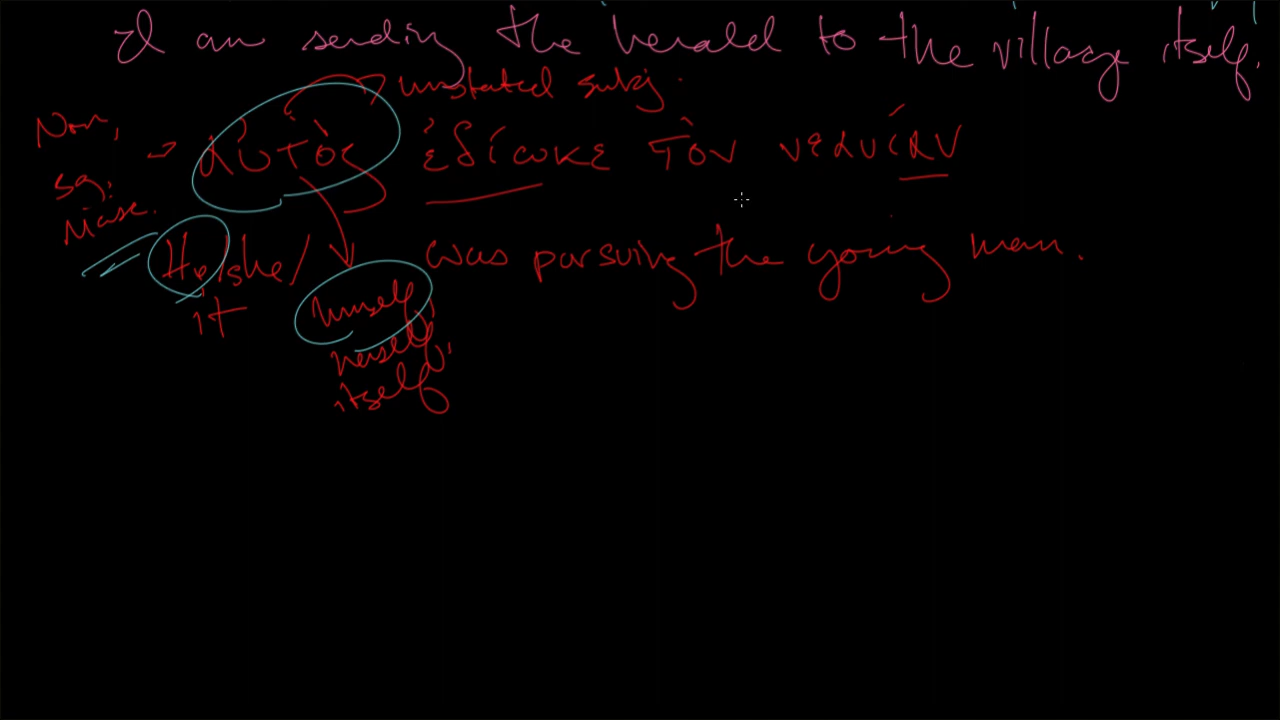 I am sending the herald to the village itself.
unstated subj.
Nom,
sg.
Masc.
Αὐτὸς ἐδίωκε τὸν νεανίαν
He/she/
it
himself,
herself,
itself
was pursuing the young man.